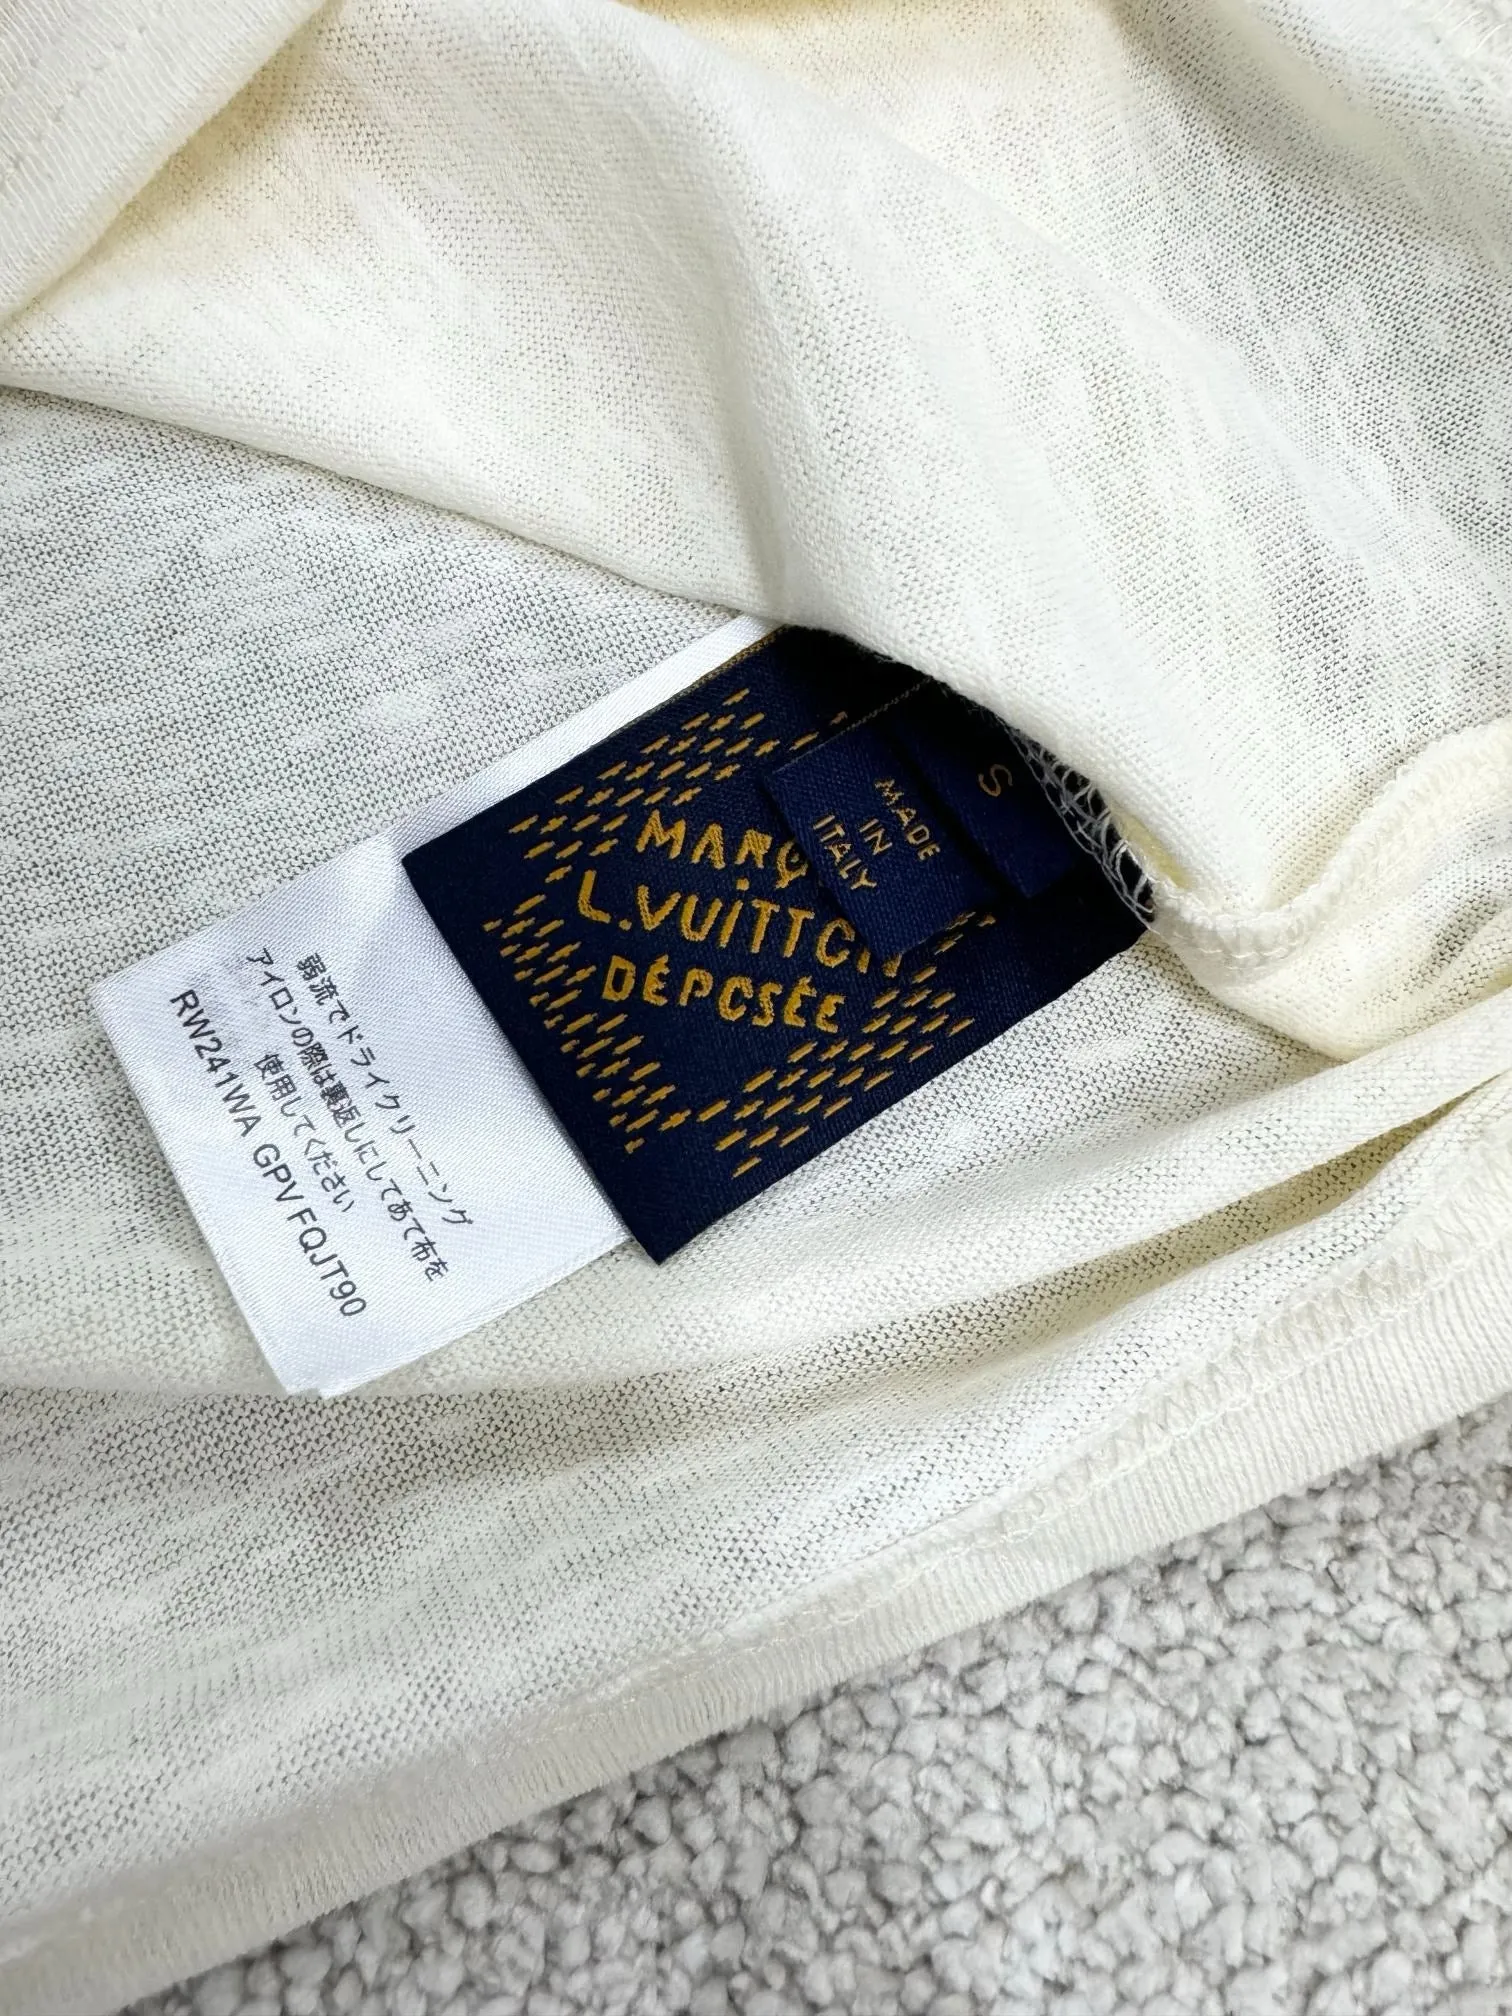 MARQ
L.VUITTON
DÉPOSÉE
MADE
IN
ITALY
S
弱流でドライクリーニング
アイロンの際は裏返しにしてあて布を
使用してください
RW241WA GPV FQJT90